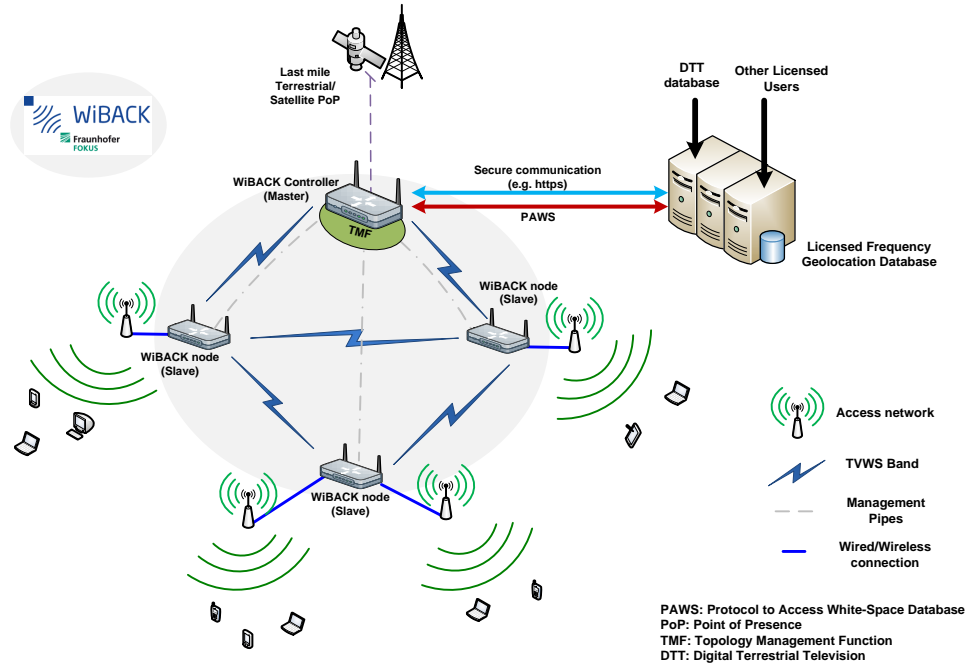 Last mile
Terrestrial/
Satellite PoP
DTT
database
Other Licensed
Users
WiBACK
Fraunhofer
FOKUS
WiBACK Controller
(Master)
Secure communication
(e.g. https)
PAWS
TMF
Licensed Frequency
Geolocation Database
WiBACK node
(Slave)
WiBACK node
(Slave)
WiBACK node
(Slave)
Access network
TVWS Band
Management
Pipes
Wired/Wireless
connection
PAWS: Protocol to Access White-Space Database
PoP: Point of Presence
TMF: Topology Management Function
DTT: Digital Terrestrial Television